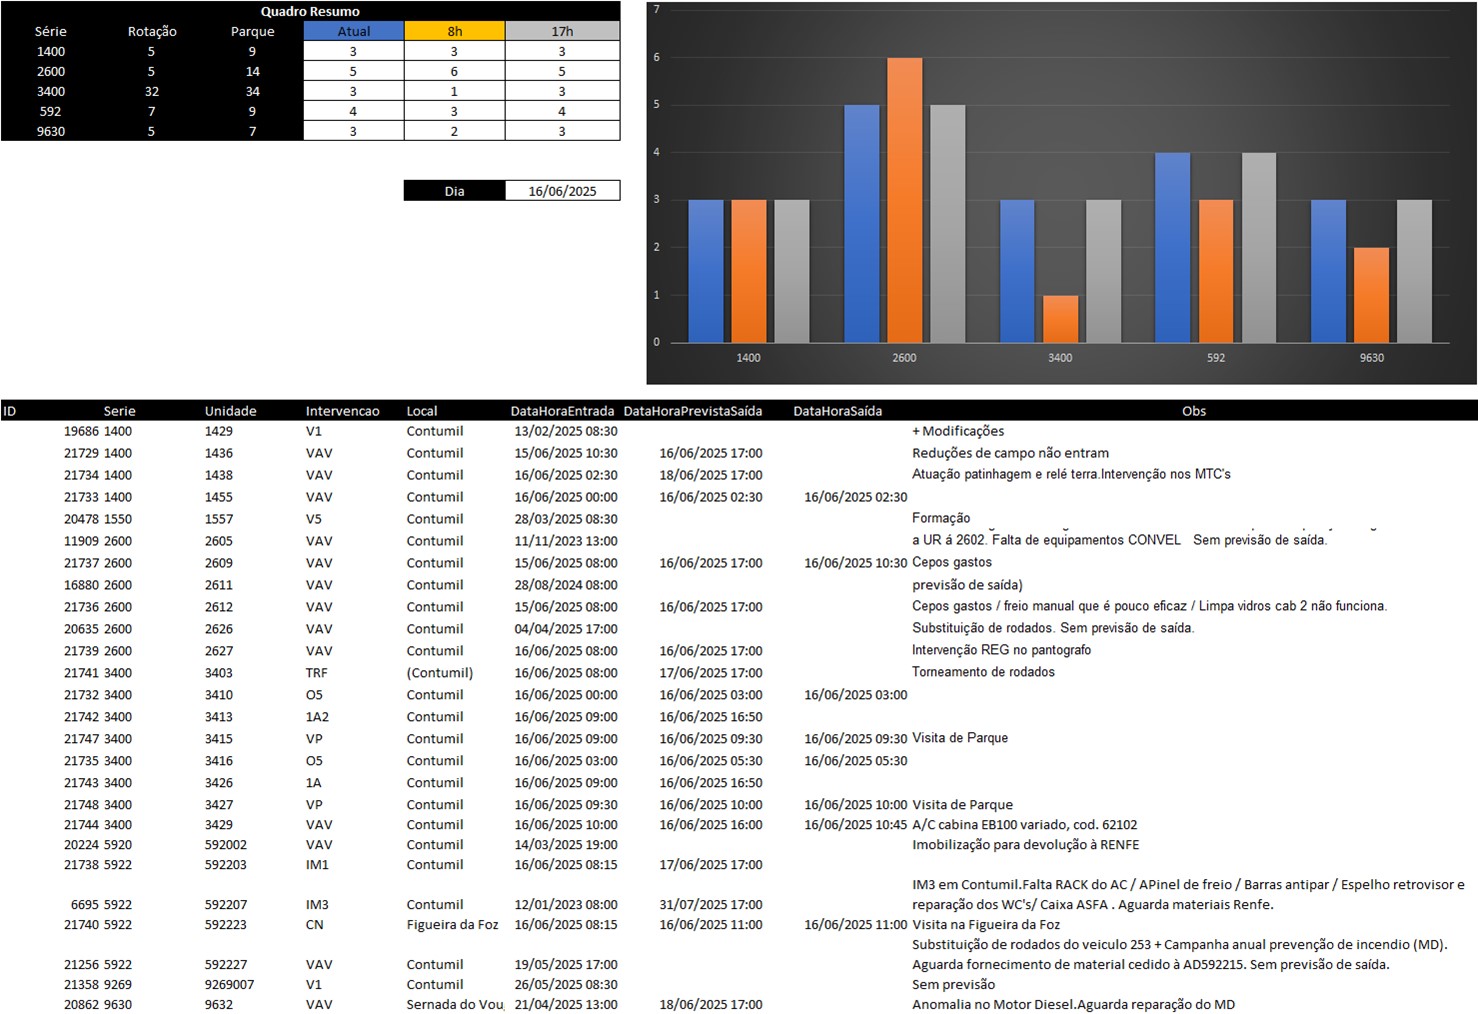 Quadro Resumo
Série Rotação Parque Atual 8h 17h
1400 5 9 3 3 3
2600 5 14 5 6 5
3400 32 34 3 1 3
592 7 9 4 3 4
9630 5 7 3 2 3
Dia 16/06/2025
7
6
5
4
3
2
1
0
1400 2600 3400 592 9630
ID Serie Unidade Intervencao Local DataHoraEntrada DataHoraPrevistaSaída DataHoraSaída Obs
19686 1400 1429 V1 Contumil 13/02/2025 08:30 + Modificações
21729 1400 1436 VAV Contumil 15/06/2025 10:30 16/06/2025 17:00 Reduções de campo não entram
21734 1400 1438 VAV Contumil 16/06/2025 02:30 18/06/2025 17:00 Atuação patinhagem e relé terra.Intervenção nos MTC's
21733 1400 1455 VAV Contumil 16/06/2025 00:00 16/06/2025 02:30 16/06/2025 02:30
20478 1550 1557 V5 Contumil 28/03/2025 08:30 Formação
11909 2600 2605 VAV Contumil 11/11/2023 13:00 a UR á 2602. Falta de equipamentos CONVEL Sem previsão de saída.
21737 2600 2609 VAV Contumil 15/06/2025 08:00 16/06/2025 17:00 16/06/2025 10:30 Cepos gastos
16880 2600 2611 VAV Contumil 28/08/2024 08:00 previsão de saída)
21736 2600 2612 VAV Contumil 15/06/2025 08:00 16/06/2025 17:00 Cepos gastos / freio manual que é pouco eficaz / Limpa vidros cab 2 não funciona.
20635 2600 2626 VAV Contumil 04/04/2025 17:00 Substituição de rodados. Sem previsão de saída.
21739 2600 2627 VAV Contumil 16/06/2025 08:00 16/06/2025 17:00 Intervenção REG no pantografo
21741 3400 3403 TRF (Contumil) 16/06/2025 08:00 17/06/2025 17:00 Torneamento de rodados
21732 3400 3410 O5 Contumil 16/06/2025 00:00 16/06/2025 03:00 16/06/2025 03:00
21742 3400 3413 1A2 Contumil 16/06/2025 09:00 16/06/2025 16:50
21747 3400 3415 VP Contumil 16/06/2025 09:00 16/06/2025 09:30 16/06/2025 09:30 Visita de Parque
21735 3400 3416 O5 Contumil 16/06/2025 03:00 16/06/2025 05:30 16/06/2025 05:30
21743 3400 3426 1A Contumil 16/06/2025 09:00 16/06/2025 16:50
21748 3400 3427 VP Contumil 16/06/2025 09:30 16/06/2025 10:00 16/06/2025 10:00 Visita de Parque
21744 3400 3429 VAV Contumil 16/06/2025 10:00 16/06/2025 16:00 16/06/2025 10:45 A/C cabina EB100 variado, cod. 62102
20224 5920 592002 VAV Contumil 14/03/2025 19:00 Imobilização para devolução à RENFE
21738 5922 592203 IM1 Contumil 16/06/2025 08:15 17/06/2025 17:00
IM3 em Contumil.Falta RACK do AC / APinel de freio / Barras antipar / Espelho retrovisor e
6695 5922 592207 IM3 Contumil 12/01/2023 08:00 31/07/2025 17:00 reparação dos WC's/ Caixa ASFA . Aguarda materiais Renfe.
21740 5922 592223 CN Figueira da Foz 16/06/2025 08:15 16/06/2025 11:00 16/06/2025 11:00 Visita na Figueira da Foz
Substituição de rodados do veiculo 253 + Campanha anual prevenção de incendio (MD).
21256 5922 592227 VAV Contumil 19/05/2025 17:00 Aguarda fornecimento de material cedido à AD592215. Sem previsão de saída.
21358 9269 9269007 V1 Contumil 26/05/2025 08:30 Sem previsão
20862 9630 9632 VAV Sernada do Vou 21/04/2025 13:00 18/06/2025 17:00 Anomalia no Motor Diesel.Aguarda reparação do MD